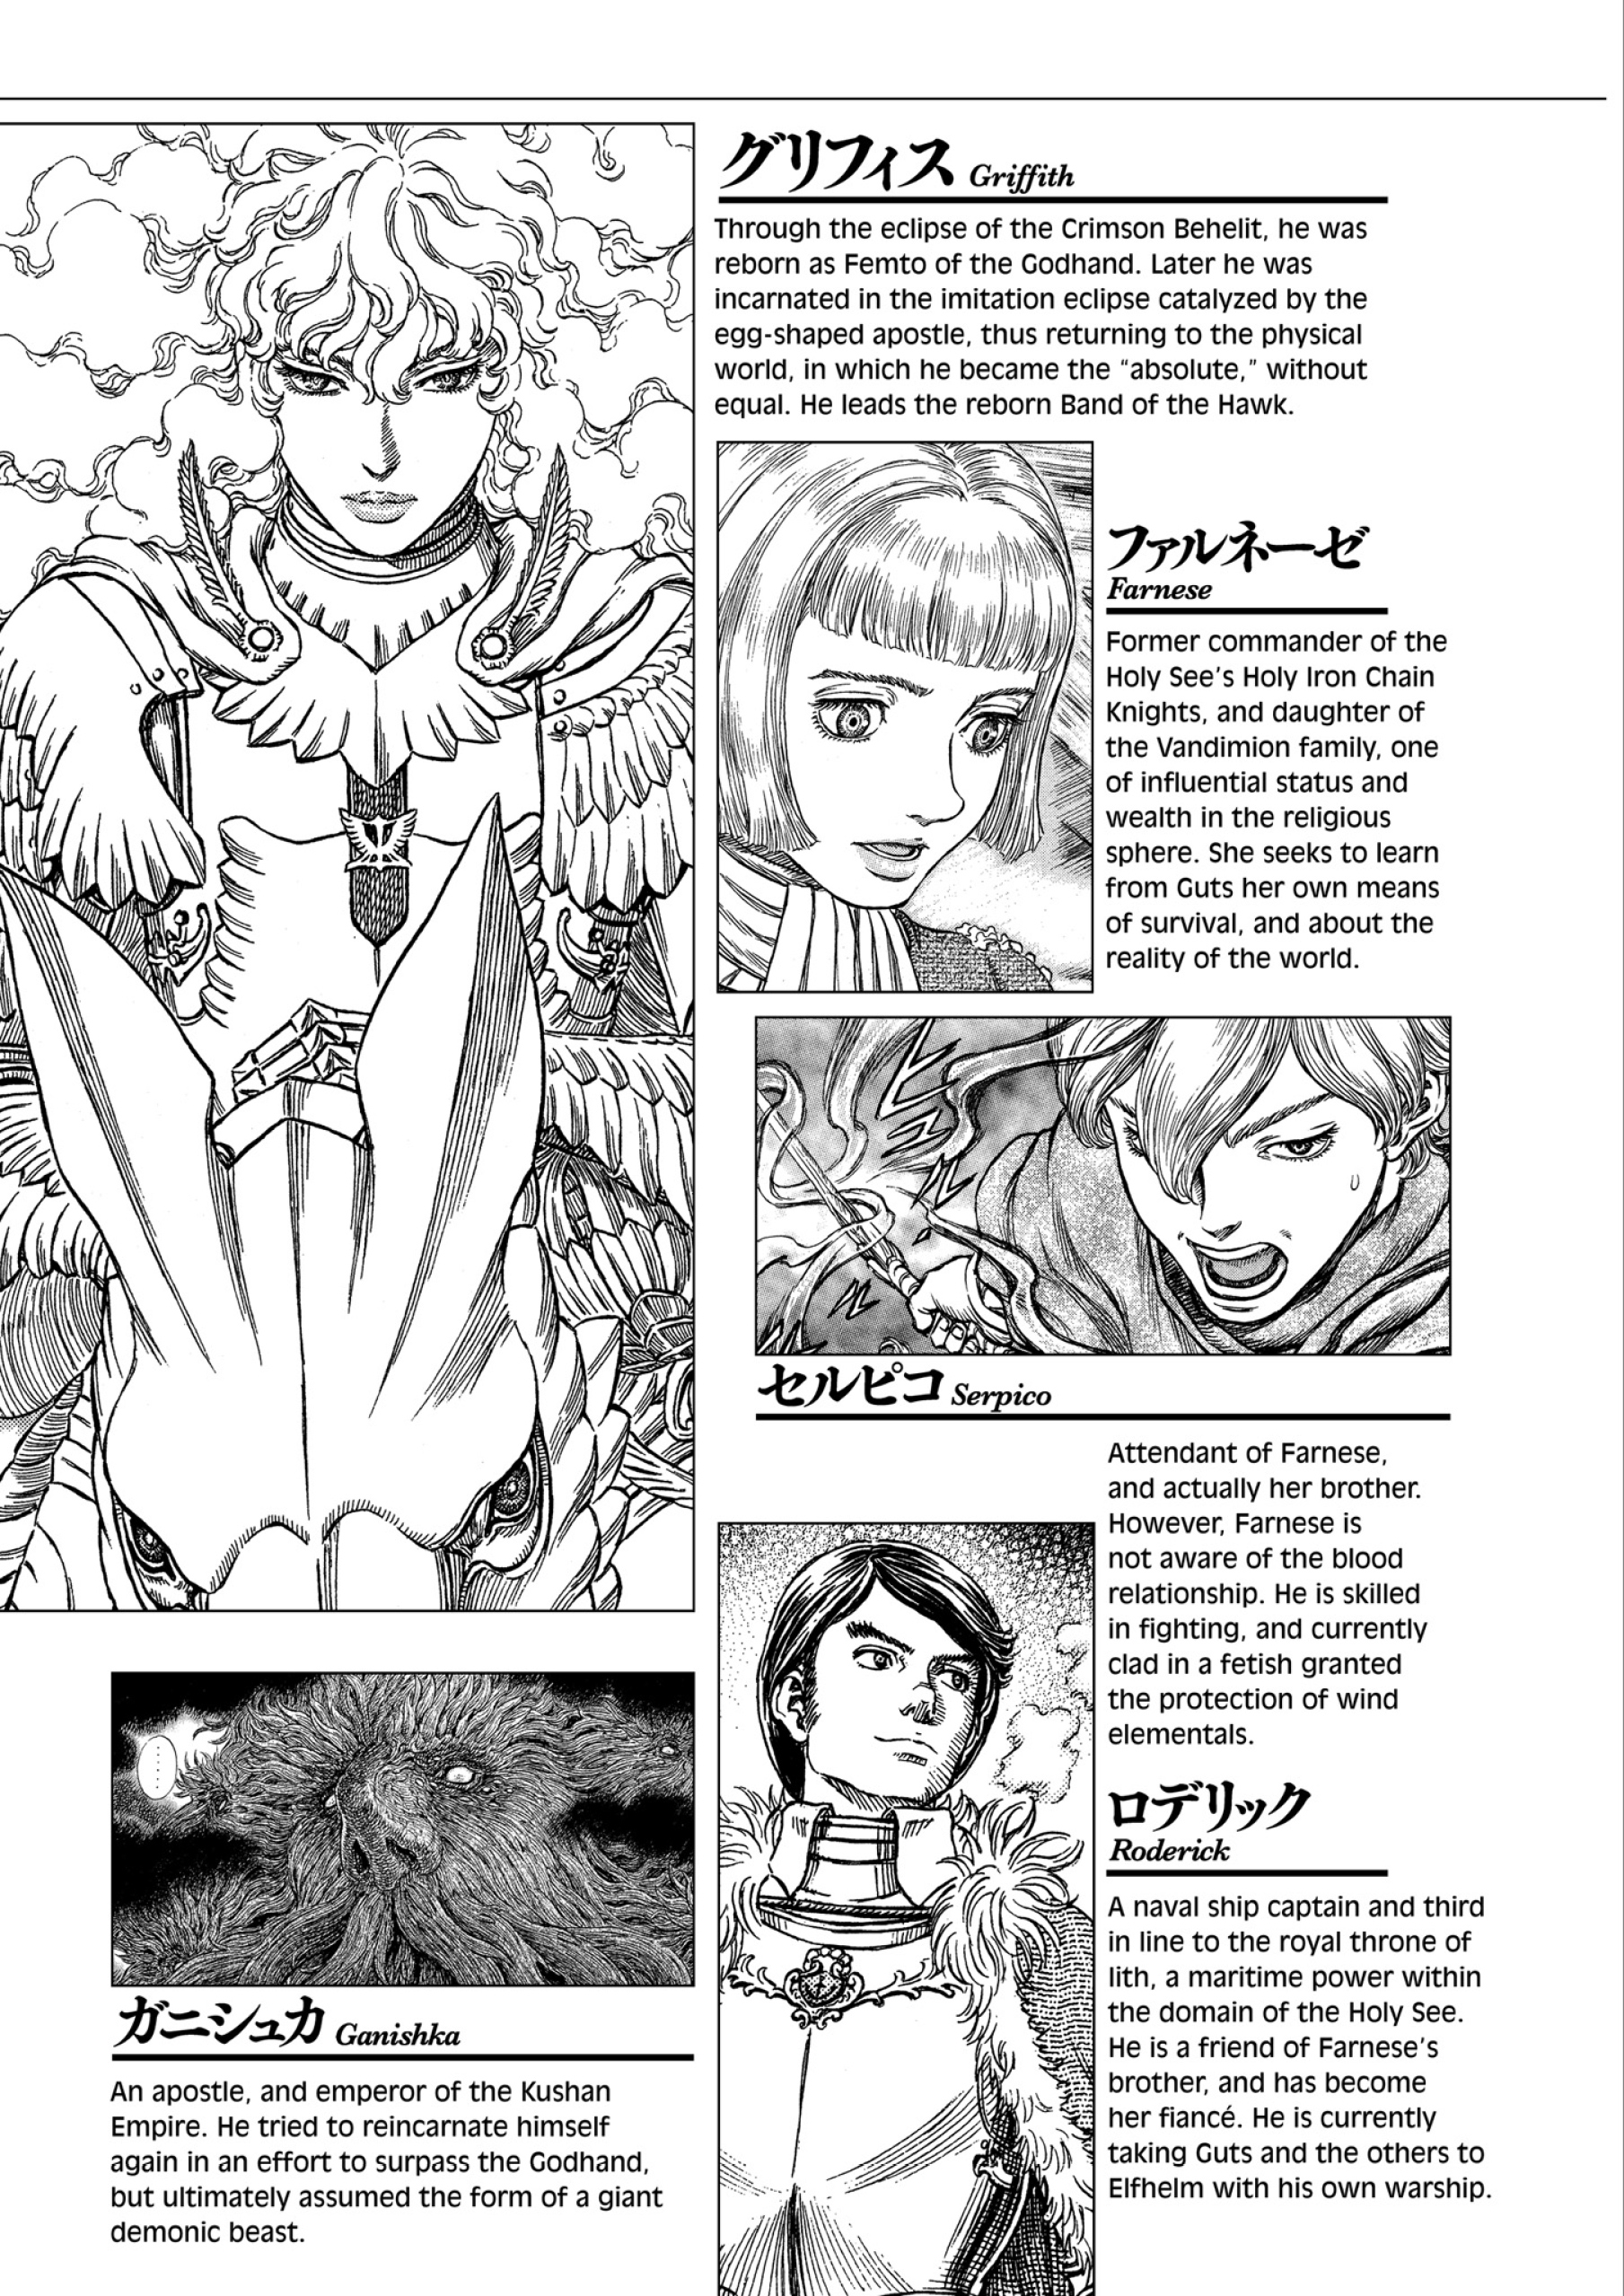 グリフィス Griffith
Through the eclipse of the Crimson Behelit, he was
reborn as Femto of the Godhand. Later he was
incarnated in the imitation eclipse catalyzed by the
egg-shaped apostle, thus returning to the physical
world, in which he became the “absolute,” without
equal. He leads the reborn Band of the Hawk.
ファルネーゼ
Farnese
Former commander of the
Holy See’s Holy Iron Chain
Knights, and daughter of
the Vandimion family, one
of influential status and
wealth in the religious
sphere. She seeks to learn
from Guts her own means
of survival, and about the
reality of the world.
セルピコ Serpico
Attendant of Farnese,
and actually her brother.
However, Farnese is
not aware of the blood
relationship. He is skilled
in fighting, and currently
clad in a fetish granted
the protection of wind
elementals.
ロデリック
Roderick
A naval ship captain and third
in line to the royal throne of
Iith, a maritime power within
the domain of the Holy See.
He is a friend of Farnese’s
brother, and has become
her fiancé. He is currently
taking Guts and the others to
Elfhelm with his own warship.
ガニシュカ Ganishka
An apostle, and emperor of the Kushan
Empire. He tried to reincarnate himself
again in an effort to surpass the Godhand,
but ultimately assumed the form of a giant
demonic beast.